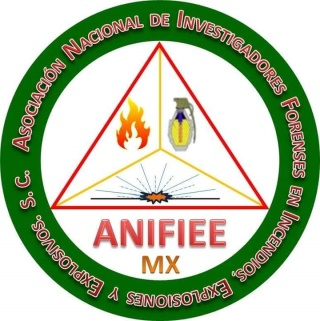 ASOCIACIÓN NACIONAL DE INVESTIGADORES FORENSES EN INCENDIOS, EXPLOSIONES Y EXPLOSIVOS. S. C.
ANIFIEE
MX